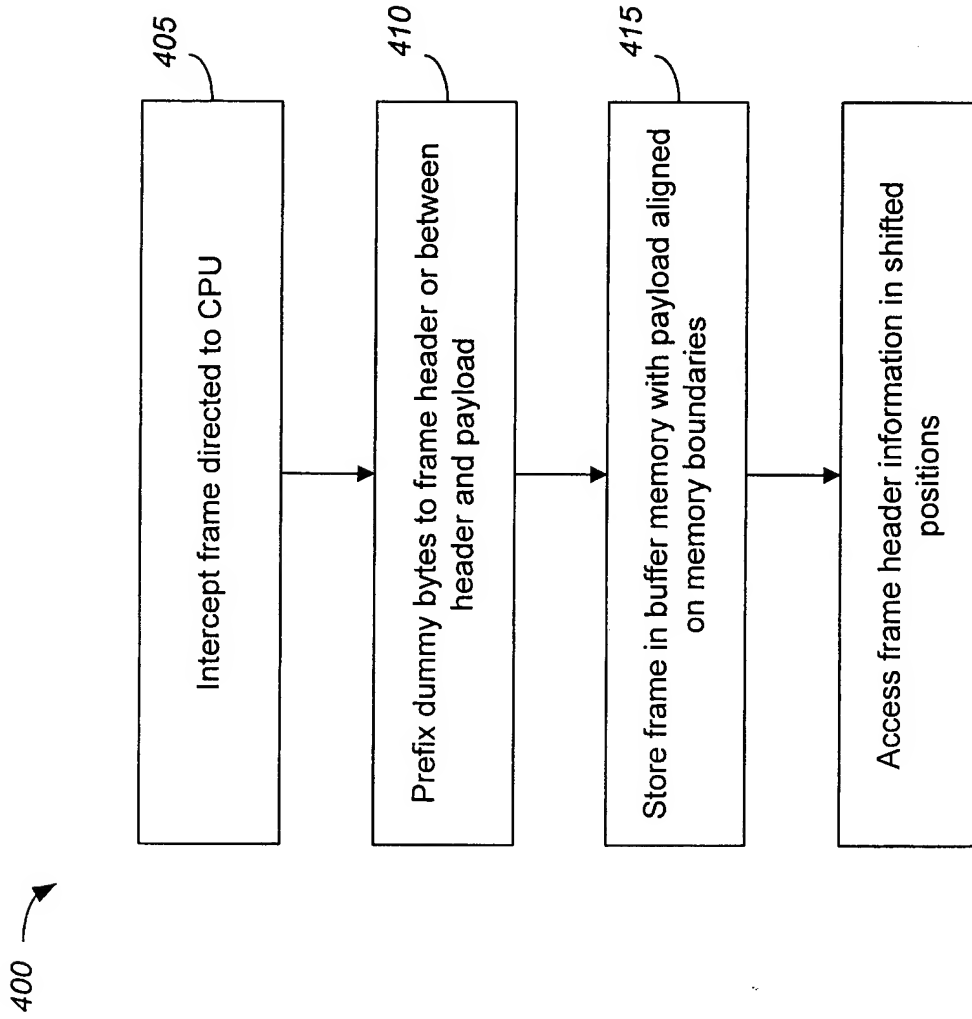 400
405
Intercept frame directed to CPU
410
Prefix dummy bytes to frame header or between
header and payload
415
Store frame in buffer memory with payload aligned
on memory boundaries
Access frame header information in shifted
positions